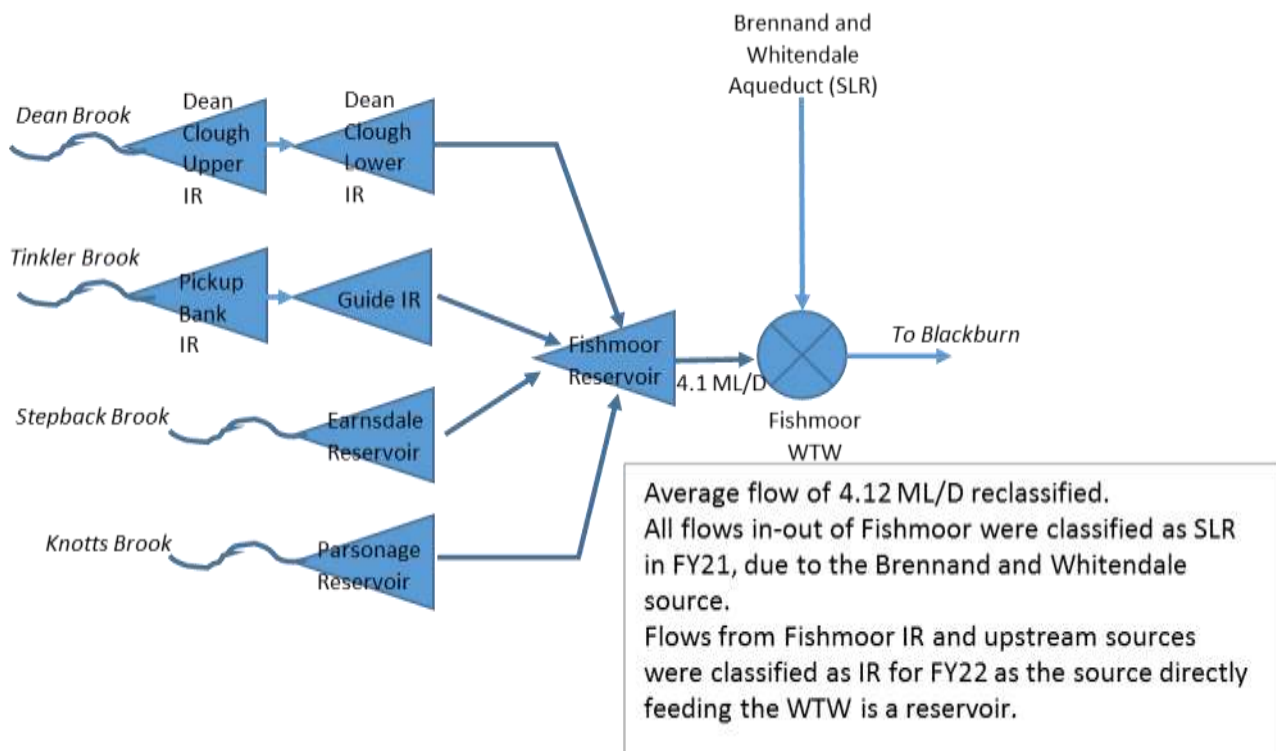 Brennand and
Whitendale
Aqueduct (SLR)
Dean Brook
Dean
Clough
Upper
IR
Dean
Clough
Lower
IR
Tinkler Brook
Pickup
Bank
IR
Guide IR
Fishmoor
Reservoir
4.1 ML/D
To Blackburn
Fishmoor
WTW
Stepback Brook
Earnsdale
Reservoir
Knotts Brook
Parsonage
Reservoir
Average flow of 4.12 ML/D reclassified.
All flows in-out of Fishmoor were classified as SLR
in FY21, due to the Brennand and Whitendale
source.
Flows from Fishmoor IR and upstream sources
were classified as IR for FY22 as the source directly
feeding the WTW is a reservoir.